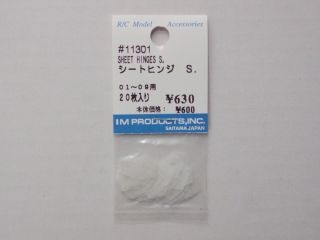 R/C Model Accessories
#11301
SHEET HINGES S.
シートヒンジ S.
01～09用
20枚入り ¥630
本体価格: ¥600
IM PRODUCTS,INC.
SAITAMA,JAPAN